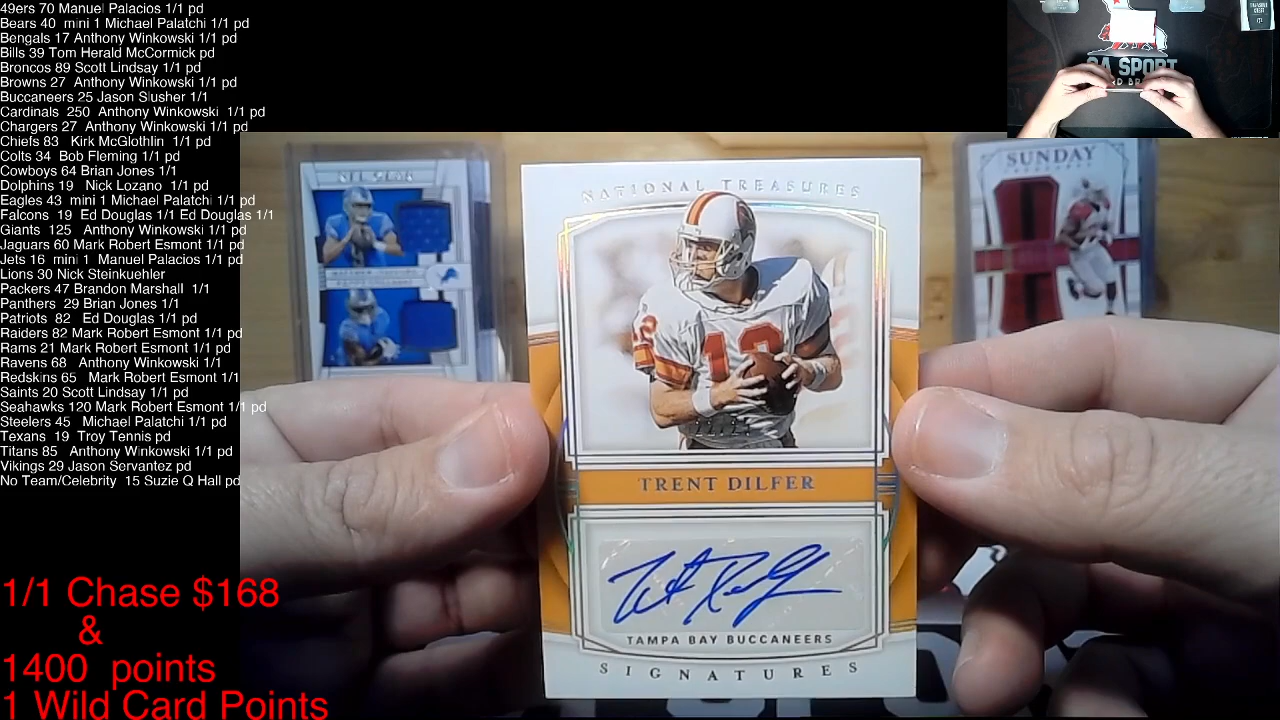 49ers 70 Manuel Palacios 1/1 pd
Bears 40 mini 1 Michael Palatchi 1/1 pd
Bengals 17 Anthony Winkowski 1/1 pd
Bills 39 Tom Herald McCormick pd
Broncos 89 Scott Lindsay 1/1 pd
Browns 27 Anthony Winkowski 1/1 pd
Buccaneers 25 Jason Slusher 1/1
Cardinals 250 Anthony Winkowski 1/1 pd
Chargers 27 Anthony Winkowski 1/1 pd
Chiefs 83 Kirk McGlothlin 1/1 pd
Colts 34 Bob Fleming 1/1 pd
Cowboys 64 Brian Jones 1/1
Dolphins 19 Nick Lozano 1/1 pd
Eagles 43 mini 1 Michael Palatchi 1/1 pd
Falcons 19 Ed Douglas 1/1 Ed Douglas 1/1
Giants 125 Anthony Winkowski 1/1 pd
Jaguars 60 Mark Robert Esmont 1/1 pd
Jets 16 mini 1 Manuel Palacios 1/1 pd
Lions 30 Nick Steinkuehler
Packers 47 Brandon Marshall 1/1
Panthers 29 Brian Jones 1/1
Patriots 82 Ed Douglas 1/1 pd
Raiders 82 Mark Robert Esmont 1/1 pd
Rams 21 Mark Robert Esmont 1/1 pd
Ravens 68 Anthony Winkowski 1/1
Redskins 65 Mark Robert Esmont 1/1
Saints 20 Scott Lindsay 1/1 pd
Seahawks 120 Mark Robert Esmont 1/1 pd
Steelers 45 Michael Palatchi 1/1 pd
Texans 19 Troy Tennis pd
Titans 85 Anthony Winkowski 1/1 pd
Vikings 29 Jason Servantez pd
No Team/Celebrity 15 Suzie Q Hall pd
1/1 Chase $168
&
1400 points
1 Wild Card Points
NATIONAL TREASURES
12
TRENT DILFER
TAMPA BAY BUCCANEERS
SIGNATURES
SUNDAY
SPORT